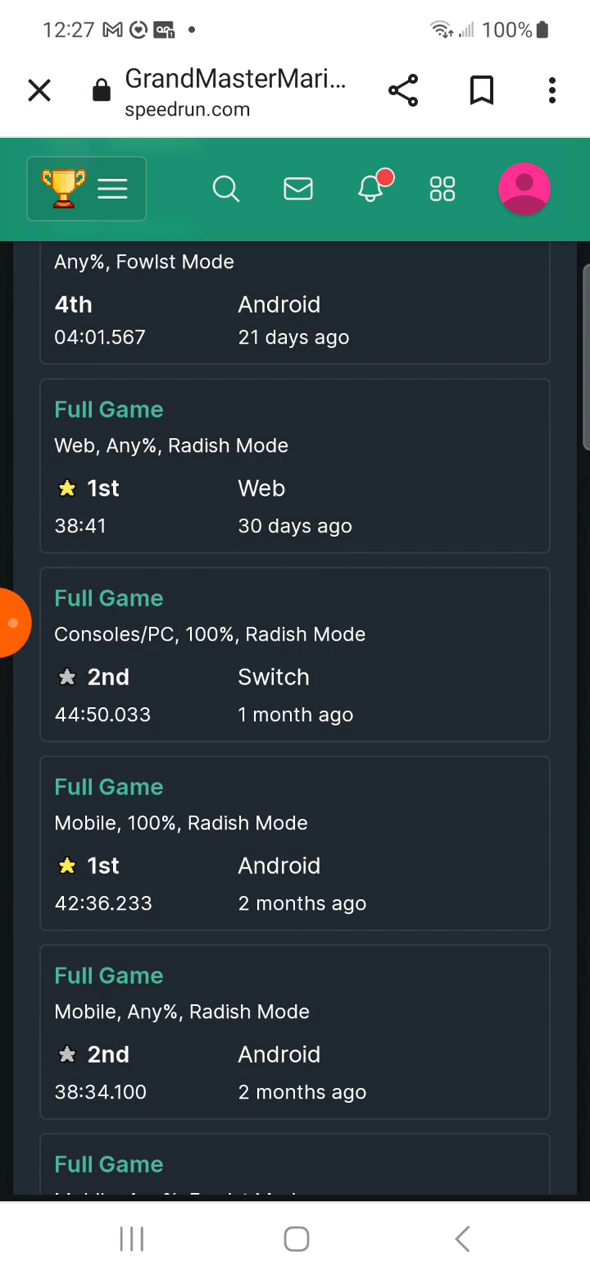 12:27
100%
GrandMasterMari...
speedrun.com
Any%, Fowlst Mode
4th Android
04:01.567 21 days ago
Full Game
Web, Any%, Radish Mode
1st Web
38:41 30 days ago
Full Game
Consoles/PC, 100%, Radish Mode
2nd Switch
44:50.033 1 month ago
Full Game
Mobile, 100%, Radish Mode
1st Android
42:36.233 2 months ago
Full Game
Mobile, Any%, Radish Mode
2nd Android
38:34.100 2 months ago
Full Game